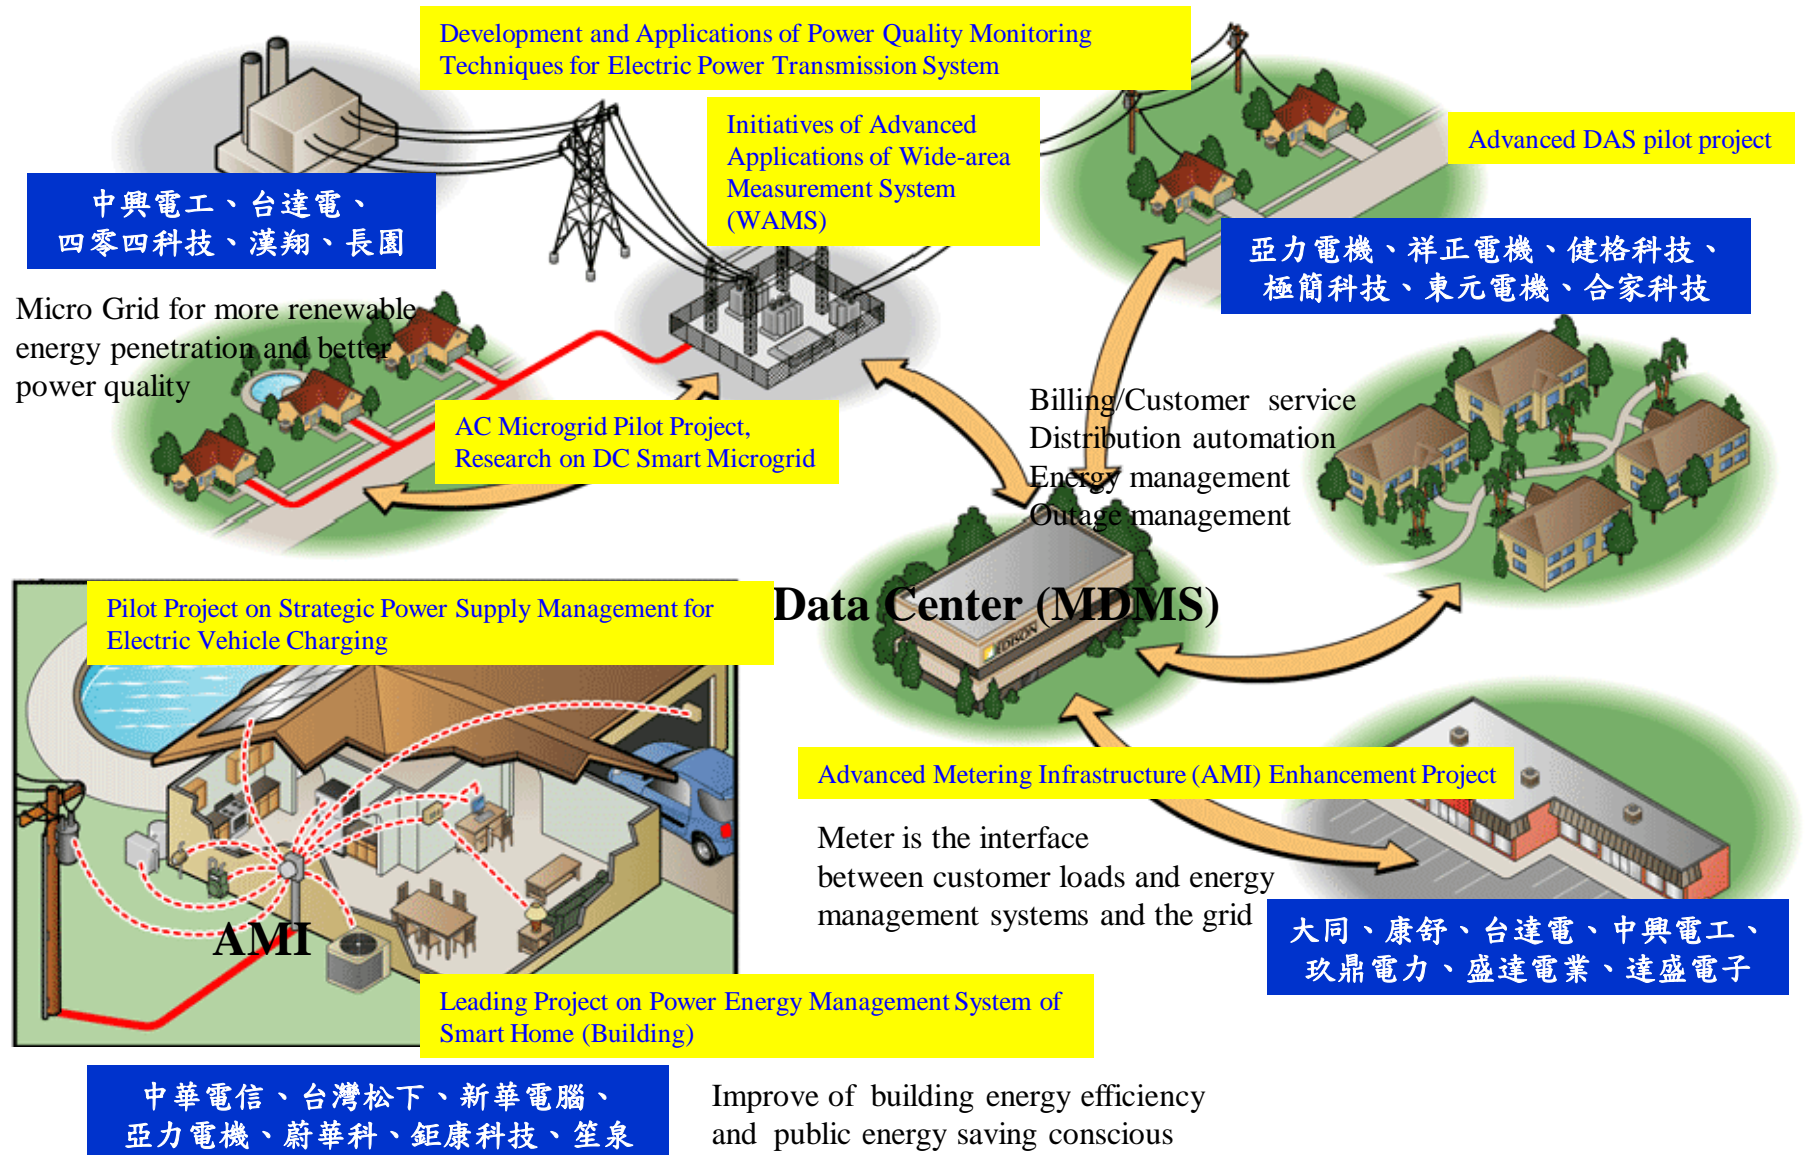 Development and Applications of Power Quality Monitoring
Techniques for Electric Power Transmission System
Initiatives of Advanced
Applications of Wide-area
Measurement System
(WAMS)
Advanced DAS pilot project
中興電工、台達電、
四零四科技、漢翔、長園
亞力電機、祥正電機、健格科技、
極簡科技、東元電機、合家科技
Micro Grid for more renewable
energy penetration and better
power quality
AC Microgrid Pilot Project,
Research on DC Smart Microgrid
Billing/Customer service
Distribution automation
Energy management
Outage management
Data Center (MDMS)
EDISON
Pilot Project on Strategic Power Supply Management for
Electric Vehicle Charging
Advanced Metering Infrastructure (AMI) Enhancement Project
Meter is the interface
between customer loads and energy
management systems and the grid
AMI
大同、康舒、台達電、中興電工、
玖鼎電力、盛達電業、達盛電子
Leading Project on Power Energy Management System of
Smart Home (Building)
中華電信、台灣松下、新華電腦、
亞力電機、蔚華科、鉅康科技、笙泉
Improve of building energy efficiency
and public energy saving conscious